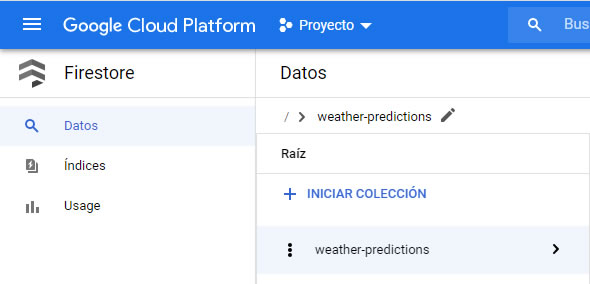 Google Cloud Platform Proyecto Bus
Firestore Datos
Datos / > weather-predictions
Índices Raíz
Usage + INICIAR COLECCIÓN
weather-predictions